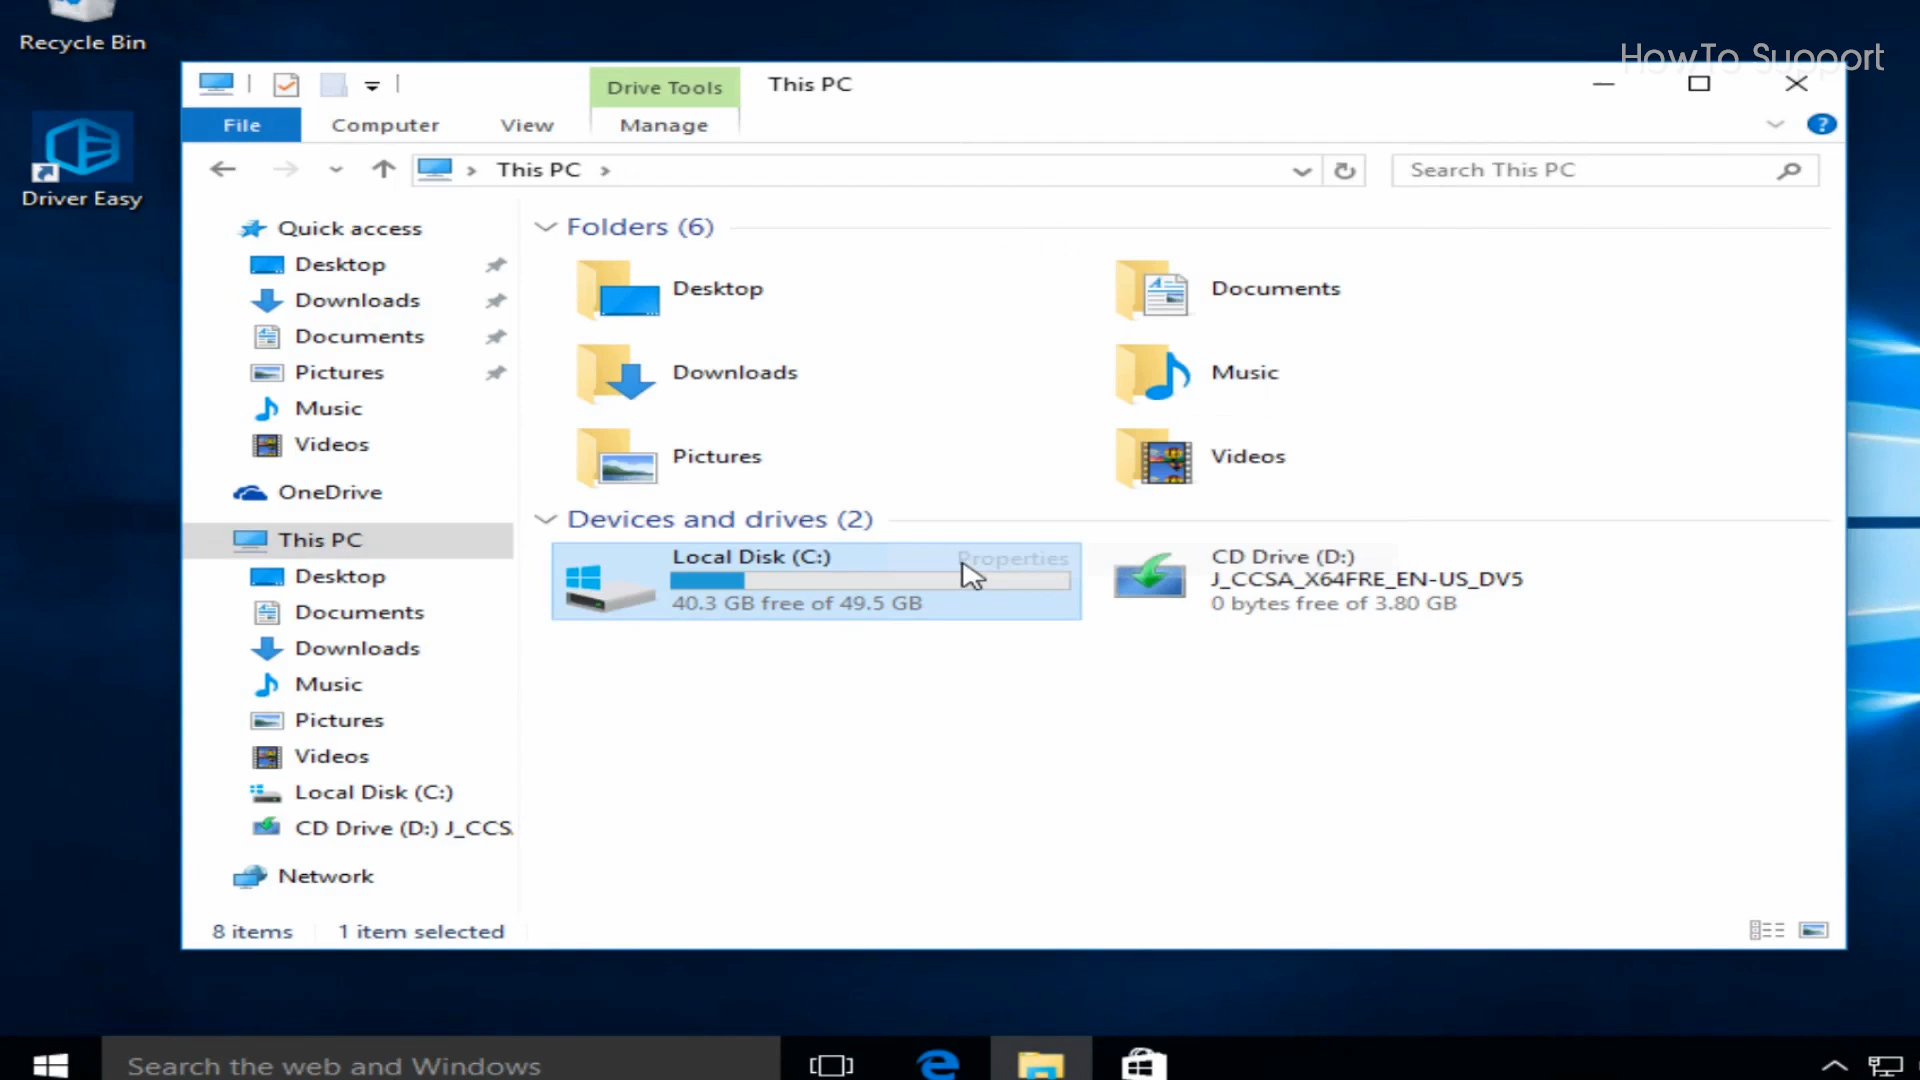 Recycle Bin
HowTo Support
Drive Tools
This PC
File
Computer
View
Manage
This PC
Search This PC
Driver Easy
Quick access
Desktop
Downloads
Documents
Pictures
Music
Videos
OneDrive
This PC
Desktop
Documents
Downloads
Music
Pictures
Videos
Local Disk (C:)
CD Drive (D:) J_CCS
Network
Folders (6)
Desktop
Documents
Downloads
Music
Pictures
Videos
Devices and drives (2)
Local Disk (C:)
Properties
40.3 GB free of 49.5 GB
CD Drive (D:)
J_CCSA_X64FRE_EN-US_DV5
0 bytes free of 3.80 GB
8 items
1 item selected
Search the web and Windows